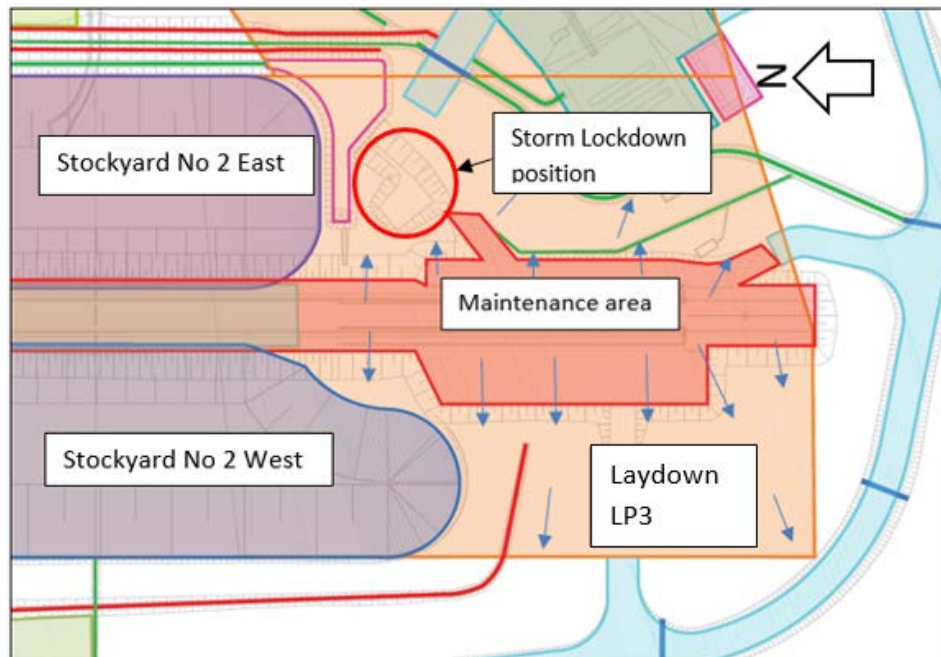 N
Stockyard No 2 East
Storm Lockdown
position
Maintenance area
Stockyard No 2 West
Laydown
LP3